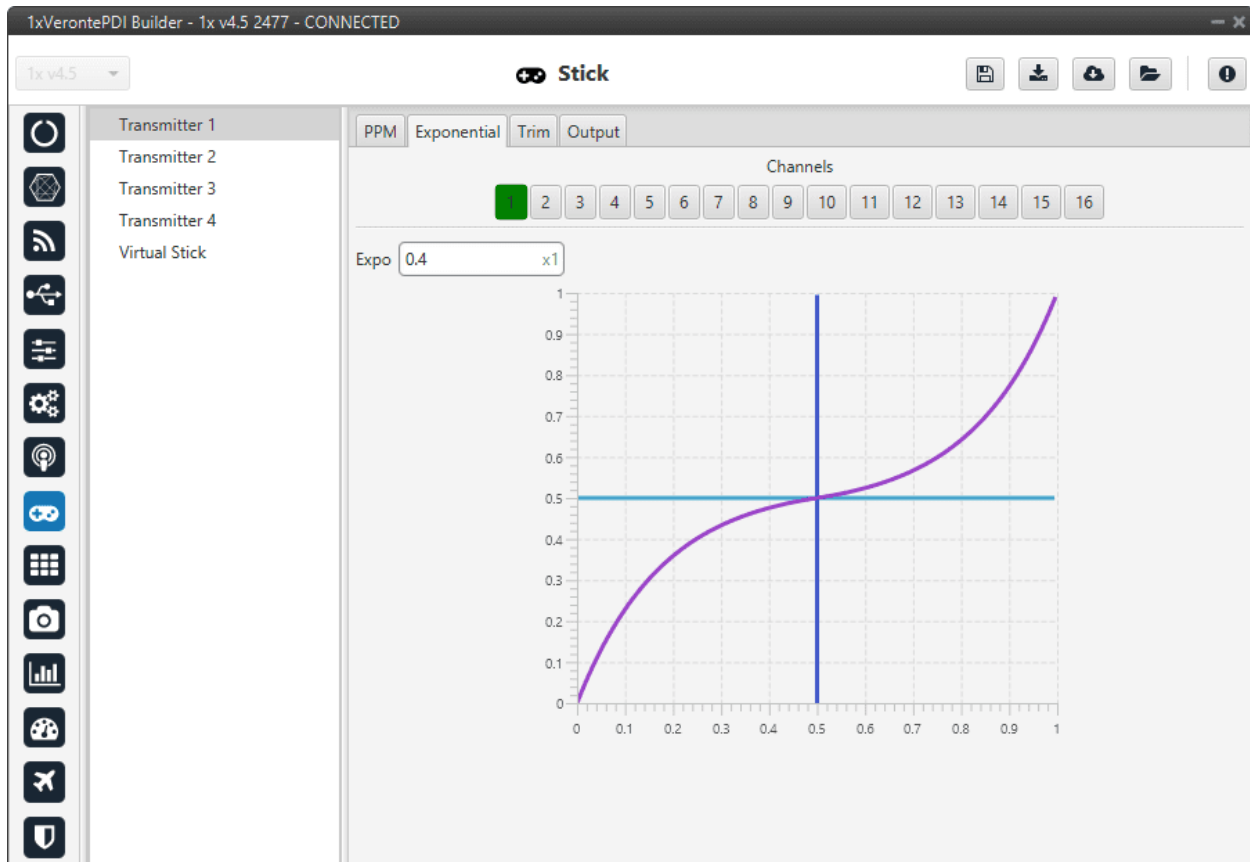 1xVerontePDI Builder - 1x v4.5 2477 - CONNECTED
1x v4.5
Stick
Transmitter 1
Transmitter 2
Transmitter 3
Transmitter 4
Virtual Stick
PPM Exponential Trim Output
Channels
1 2 3 4 5 6 7 8 9 10 11 12 13 14 15 16
Expo 0.4 x1
1
0.9
0.8
0.7
0.6
0.5
0.4
0.3
0.2
0.1
0
0 0.1 0.2 0.3 0.4 0.5 0.6 0.7 0.8 0.9 1